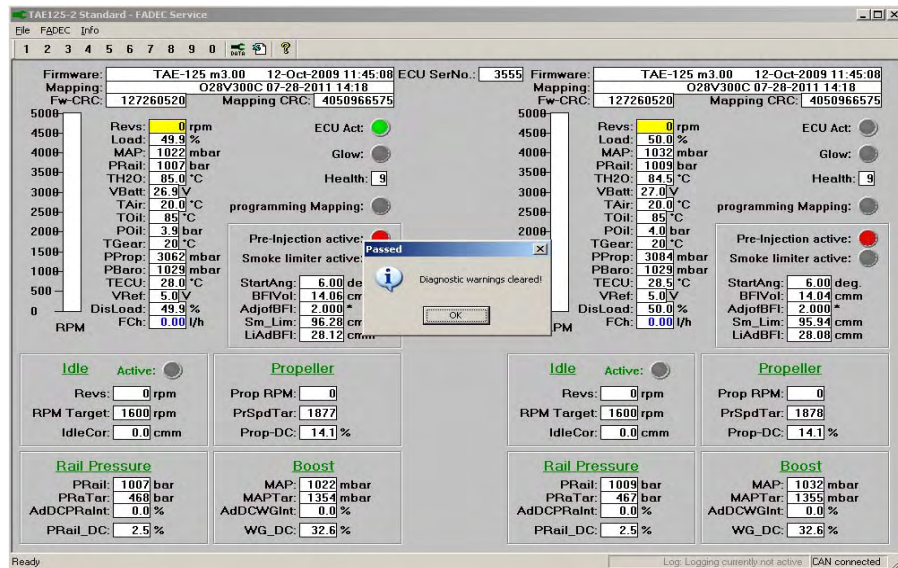 TAE125-2 Standard - FADEC Service
File FADEC Info
1 2 3 4 5 6 7 8 9 0 DATA ?
Firmware: TAE-125 m3.00 12-Oct-2009 11:45:08 ECU SerNo.: 3555 Firmware: TAE-125 m3.00 12-Oct-2009 11:45:08
Mapping: O28V300C 07-28-2011 14:18 Mapping: O28V300C 07-28-2011 14:18
Fw-CRC: 127260520 Mapping CRC: 4050966575 Fw-CRC: 127260520 Mapping CRC: 4050966575
5000
4500
4000
3500
3000
2500
2000
1500
1000
500
0
RPM
Revs: 0 rpm
Load: 49.9 %
MAP: 1022 mbar
PRail: 1007 bar
TH2O: 85.0 °C
VBatt: 26.9 V
TAir: 20.0 °C
TOil: 85 °C
POil: 3.9 bar
TGear: 20 °C
PProp: 3062 mbar
PBaro: 1029 mbar
TECU: 28.0 °C
VRef: 5.0 V
DisLoad: 49.9 %
FCh: 0.00 l/h
ECU Act:
Glow:
Health: 9
programming Mapping:
Pre-Injection active:
Smoke limiter active:
StartAng: 6.00 de
BFIVol: 14.06 cm
AdjofBFI: 2.000 *
Sm_Lim: 96.28 cm
LiAdBFI: 28.12 cmm
Passed
Diagnostic warnings cleared!
OK
5000
4500
4000
3500
3000
2500
2000
PM
Revs: 0 rpm
Load: 50.0 %
MAP: 1032 mbar
PRail: 1009 bar
TH2O: 84.5 °C
VBatt: 27.0 V
TAir: 20.0 °C
TOil: 85 °C
POil: 4.0 bar
TGear: 20 °C
PProp: 3084 mbar
PBaro: 1029 mbar
TECU: 28.5 °C
VRef: 5.0 V
DisLoad: 50.0 %
FCh: 0.00 l/h
ECU Act:
Glow:
Health: 9
programming Mapping:
Pre-Injection active:
Smoke limiter active:
StartAng: 6.00 deg.
BFIVol: 14.04 cmm
AdjofBFI: 2.000 *
Sm_Lim: 95.94 cmm
LiAdBFI: 28.08 cmm
Idle Active:
Revs: 0 rpm
RPM Target: 1600 rpm
IdleCor: 0.0 cmm
Propeller
Prop RPM: 0
PrSpdTar: 1877
Prop-DC: 14.1 %
Idle Active:
Revs: 0 rpm
RPM Target: 1600 rpm
IdleCor: 0.0 cmm
Propeller
Prop RPM: 0
PrSpdTar: 1878
Prop-DC: 14.1 %
Rail Pressure
PRail: 1007 bar
PRaTar: 468 bar
AdDCPRaInt: 0.0 %
PRail_DC: 2.5 %
Boost
MAP: 1022 mbar
MAPTar: 1354 mbar
AdDCWGInt: 0.0 %
WG_DC: 32.6 %
Rail Pressure
PRail: 1009 bar
PRaTar: 467 bar
AdDCPRaInt: 0.0 %
PRail_DC: 2.5 %
Boost
MAP: 1032 mbar
MAPTar: 1355 mbar
AdDCWGInt: 0.0 %
WG_DC: 32.6 %
Ready Log: Logging currently not active CAN connected